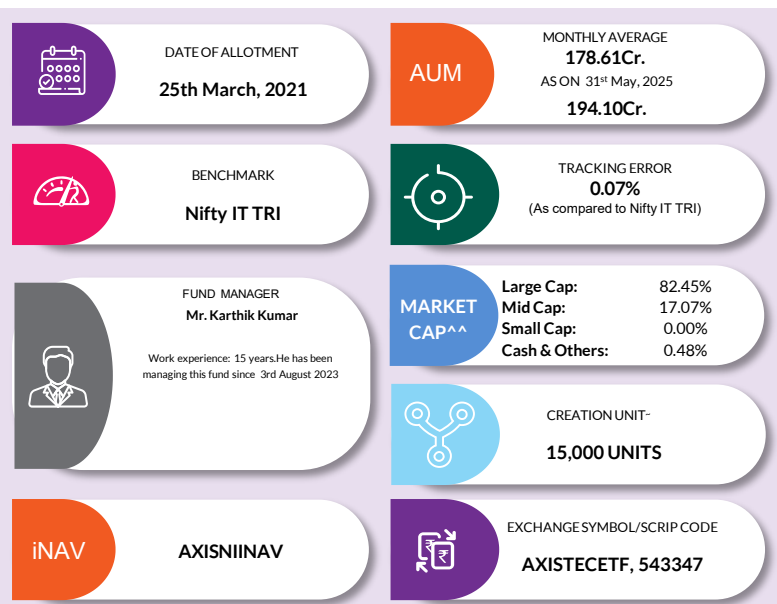 DATE OF ALLOTMENT
25th March, 2021
AUM
MONTHLY AVERAGE
178.61Cr.
AS ON 31st May, 2025
194.10Cr.
BENCHMARK
Nifty IT TRI
TRACKING ERROR
0.07%
(As compared to Nifty IT TRI)
FUND MANAGER
Mr. Karthik Kumar
Work experience: 15 years.He has been
managing this fund since 3rd August 2023
MARKET
CAP^^
Large Cap: 82.45%
Mid Cap: 17.07%
Small Cap: 0.00%
Cash & Others: 0.48%
CREATION UNIT~
15,000 UNITS
iNAV
AXISNIINAV
₹
₹
EXCHANGE SYMBOL/SCRIP CODE
AXISTECETF, 543347